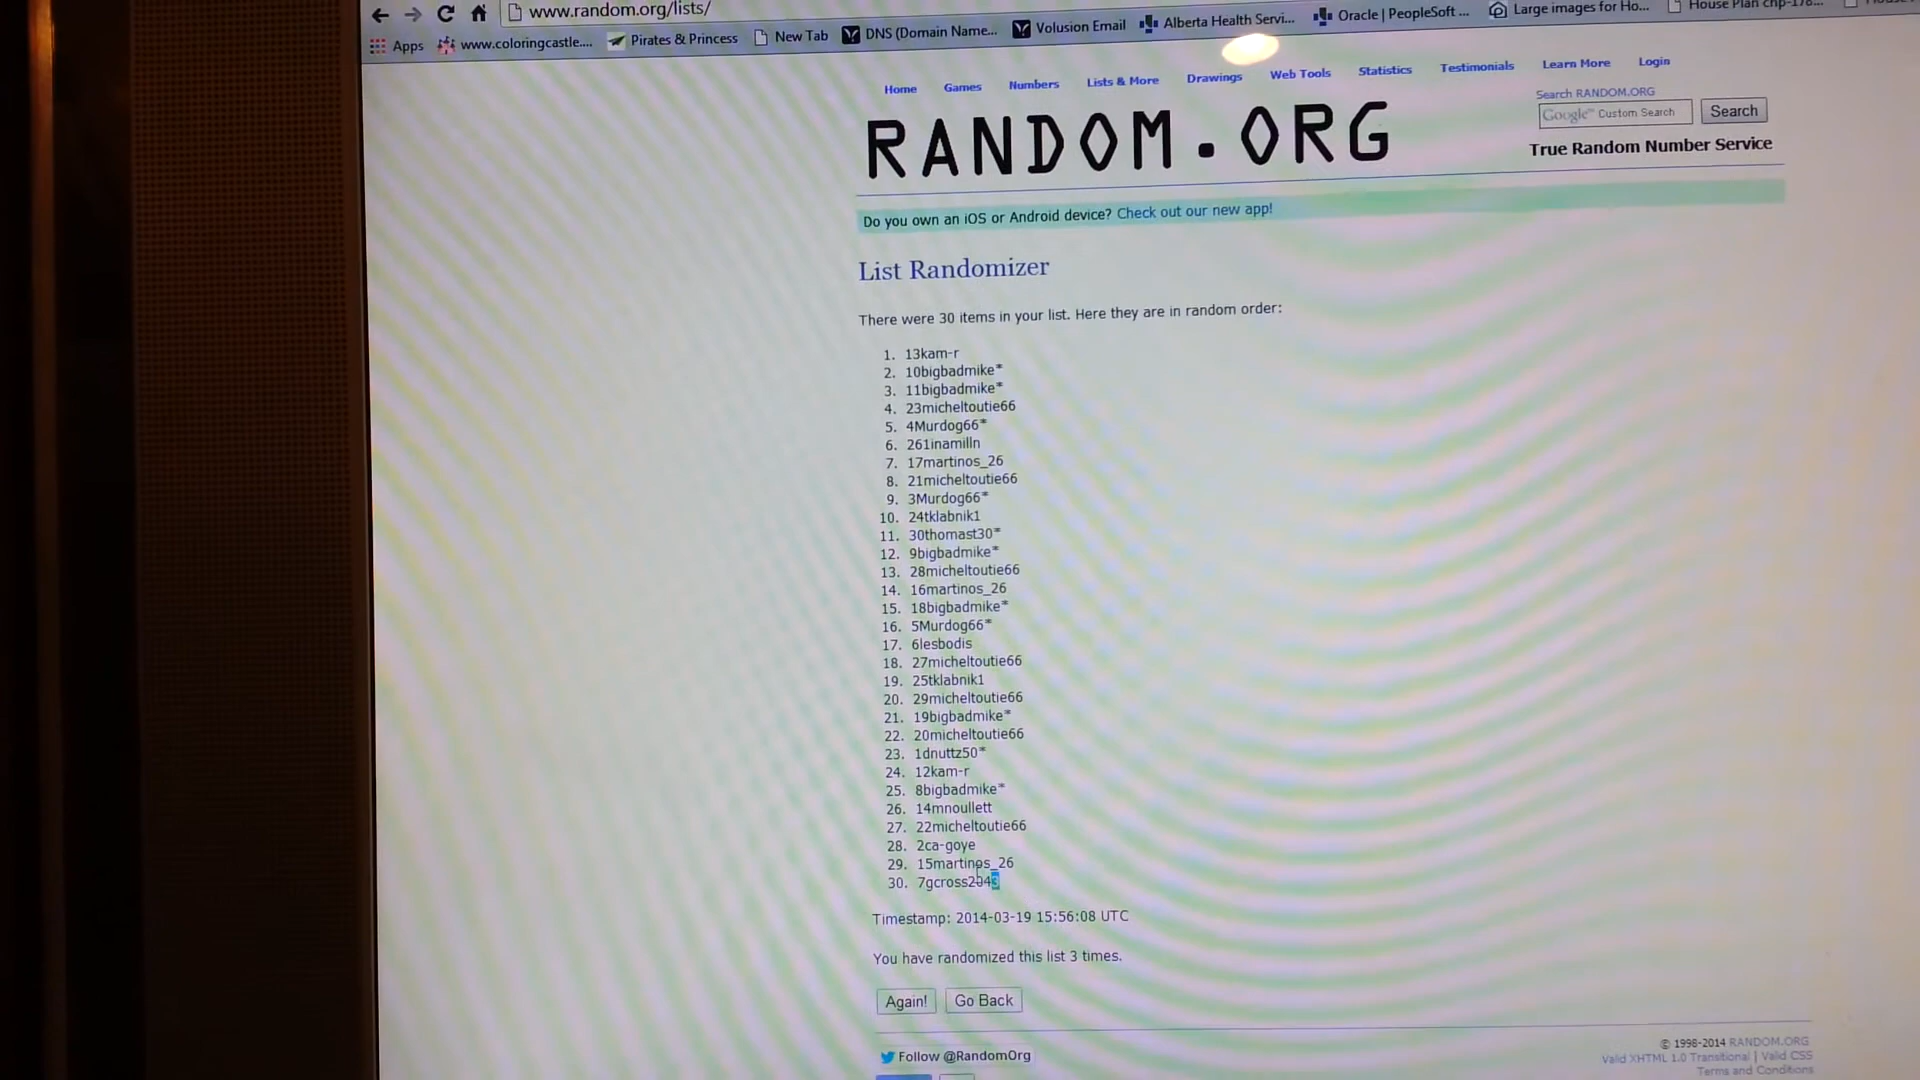 www.random.org/lists/
Apps www.coloringcastle.... Pirates & Princess New Tab DNS (Domain Name... Volusion Email Alberta Health Servi... Oracle | PeopleSoft ... Large images for Ho... House Plan chp-178...
Home Games Numbers Lists & More Drawings Web Tools Statistics Testimonials Learn More Login
Search RANDOM.ORG
Google™ Custom Search Search
RANDOM.ORG
True Random Number Service
Do you own an iOS or Android device? Check out our new app!
List Randomizer
There were 30 items in your list. Here they are in random order:
1. 13kam-r
2. 10bigbadmike*
3. 11bigbadmike*
4. 23micheltoutie66
5. 4Murdog66*
6. 261inamilln
7. 17martinos_26
8. 21micheltoutie66
9. 3Murdog66*
10. 24tklabnik1
11. 30thomast30*
12. 9bigbadmike*
13. 28micheltoutie66
14. 16martinos_26
15. 18bigbadmike*
16. 5Murdog66*
17. 6lesbodis
18. 27micheltoutie66
19. 25tklabnik1
20. 29micheltoutie66
21. 19bigbadmike*
22. 20micheltoutie66
23. 1dnuttz50*
24. 12kam-r
25. 8bigbadmike*
26. 14mnoullett
27. 22micheltoutie66
28. 2ca-goye
29. 15martinos_26
30. 7gcross2043
Timestamp: 2014-03-19 15:56:08 UTC
You have randomized this list 3 times.
Again! Go Back
Follow @RandomOrg
© 1998-2014 RANDOM.ORG
Valid XHTML 1.0 Transitional | Valid CSS
Terms and Conditions